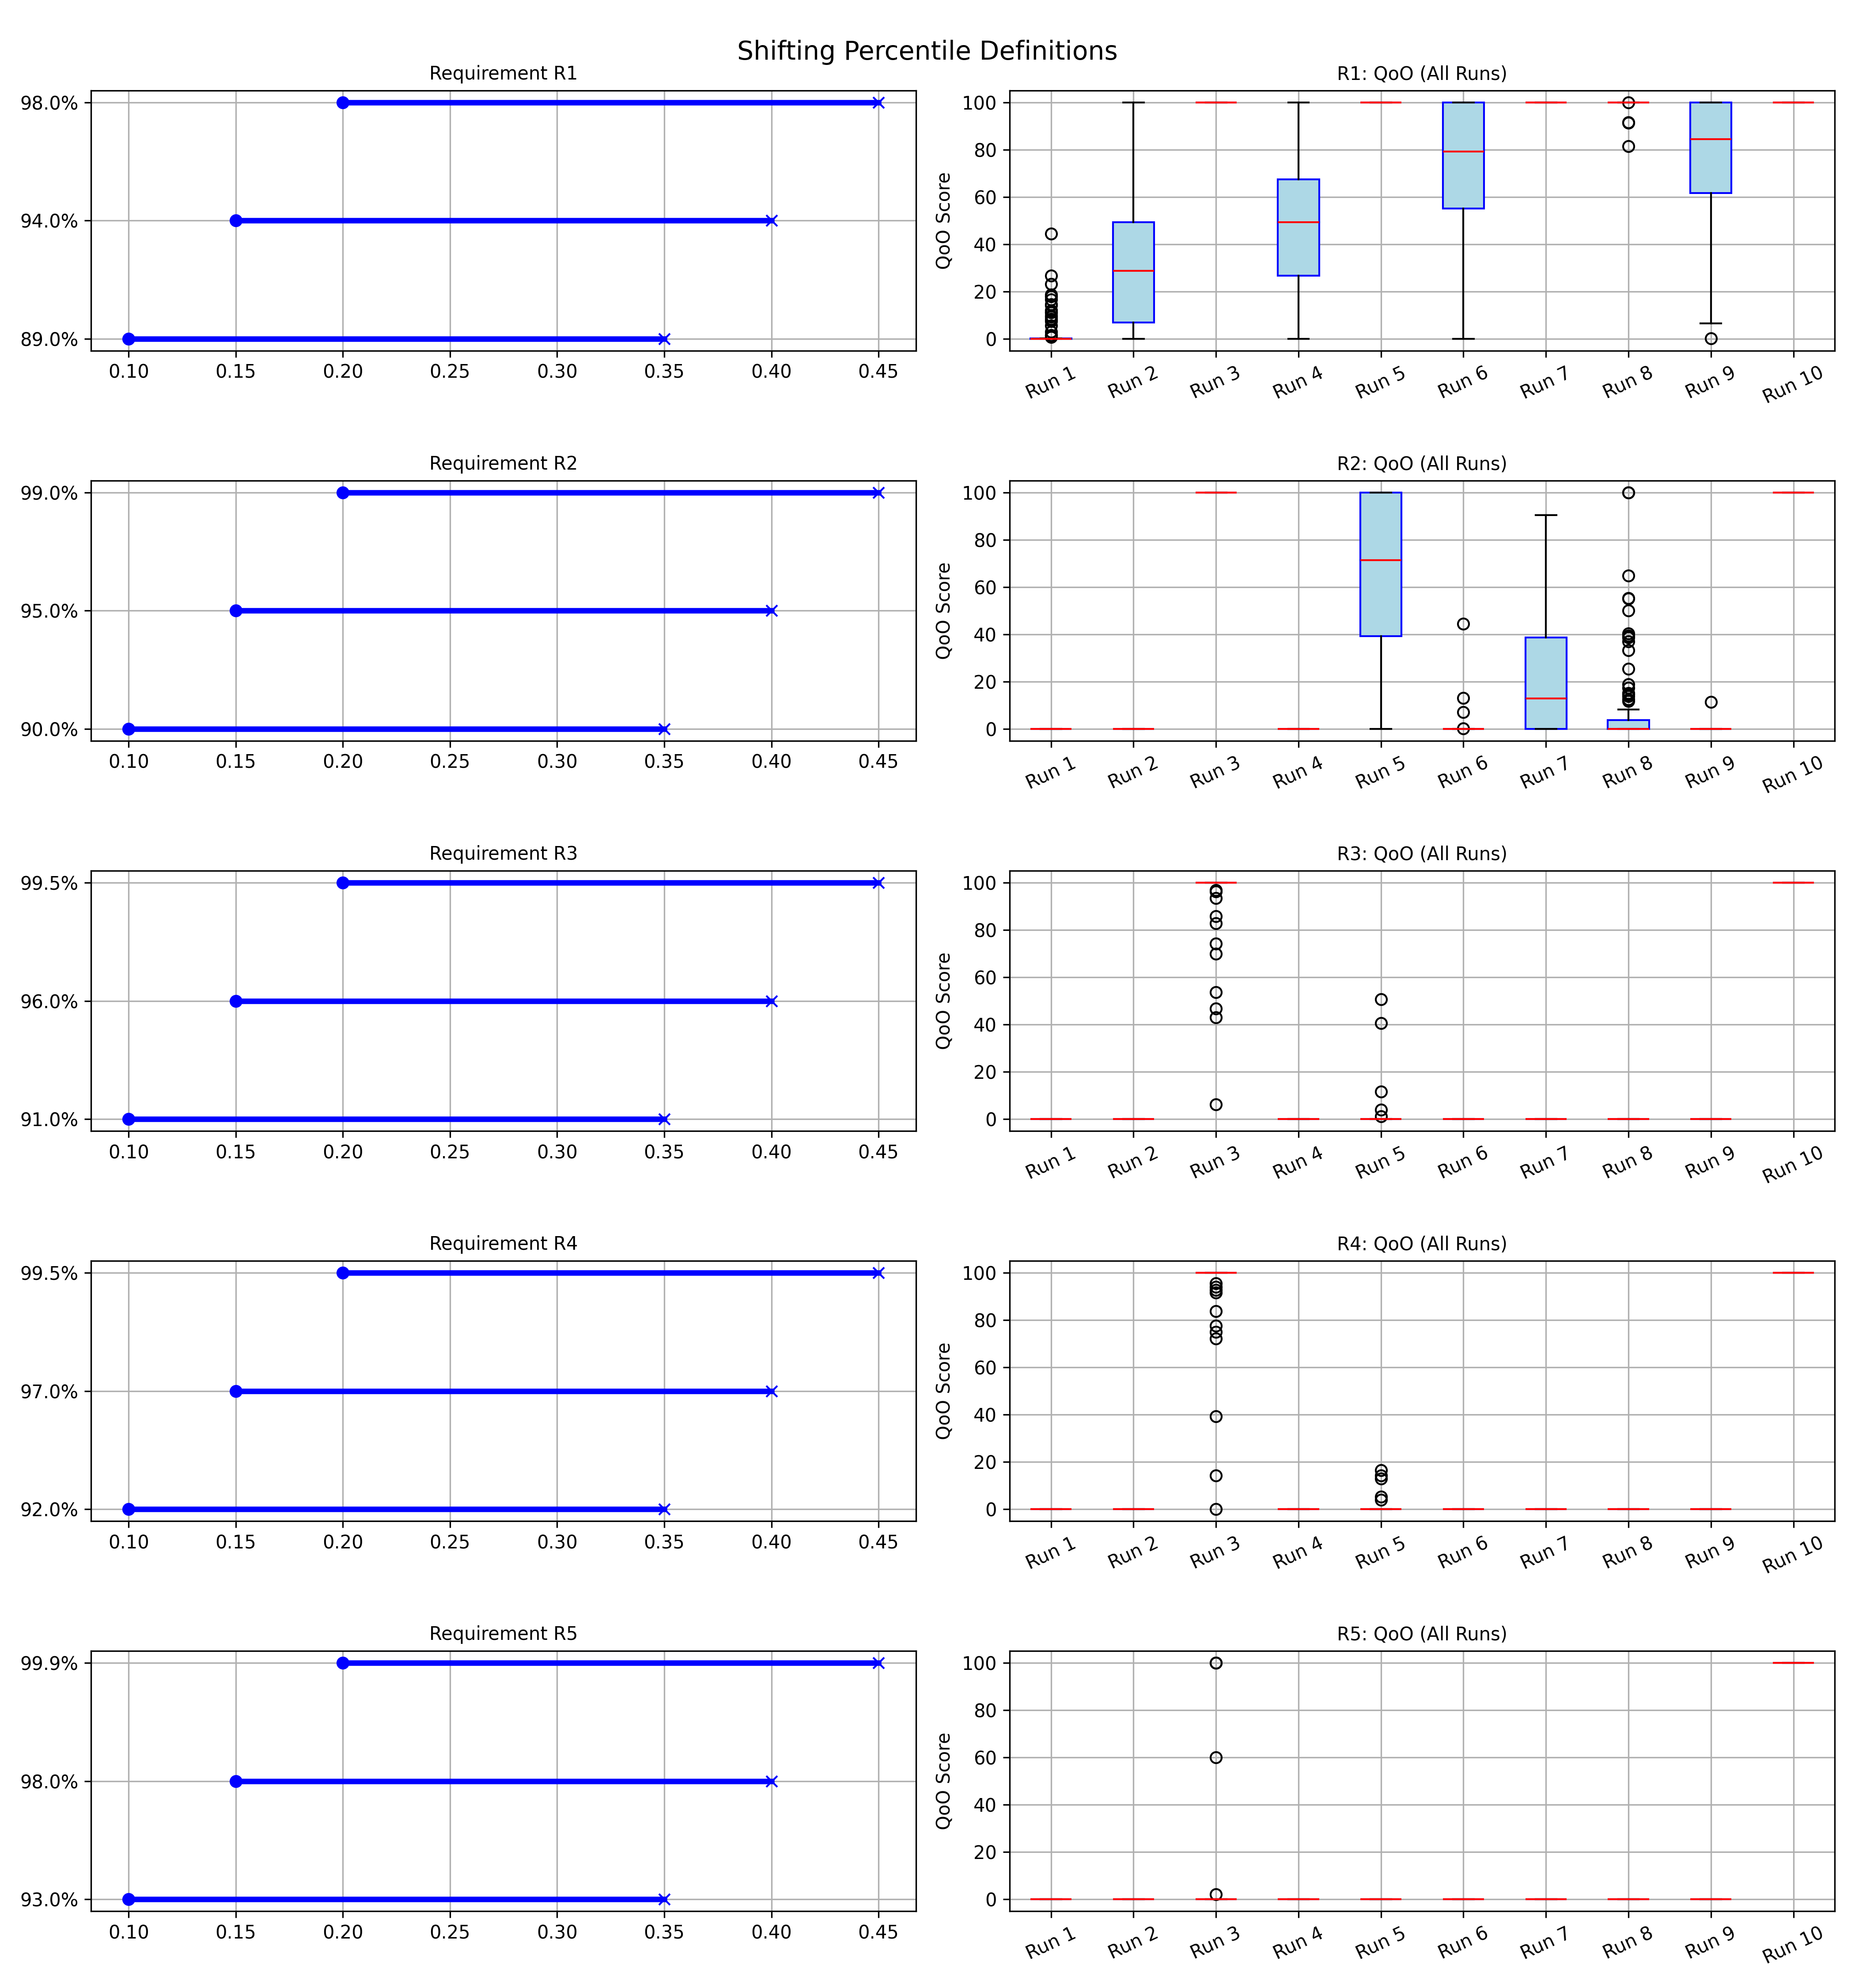 Shifting Percentile Definitions
Requirement R1
98.0%
94.0%
89.0%
0.10 0.15 0.20 0.25 0.30 0.35 0.40 0.45
R1: QoO (All Runs)
QoO Score
100
80
60
40
20
0
Run 1 Run 2 Run 3 Run 4 Run 5 Run 6 Run 7 Run 8 Run 9 Run 10
Requirement R2
99.0%
95.0%
90.0%
0.10 0.15 0.20 0.25 0.30 0.35 0.40 0.45
R2: QoO (All Runs)
QoO Score
100
80
60
40
20
0
Run 1 Run 2 Run 3 Run 4 Run 5 Run 6 Run 7 Run 8 Run 9 Run 10
Requirement R3
99.5%
96.0%
91.0%
0.10 0.15 0.20 0.25 0.30 0.35 0.40 0.45
R3: QoO (All Runs)
QoO Score
100
80
60
40
20
0
Run 1 Run 2 Run 3 Run 4 Run 5 Run 6 Run 7 Run 8 Run 9 Run 10
Requirement R4
99.5%
97.0%
92.0%
0.10 0.15 0.20 0.25 0.30 0.35 0.40 0.45
R4: QoO (All Runs)
QoO Score
100
80
60
40
20
0
Run 1 Run 2 Run 3 Run 4 Run 5 Run 6 Run 7 Run 8 Run 9 Run 10
Requirement R5
99.9%
98.0%
93.0%
0.10 0.15 0.20 0.25 0.30 0.35 0.40 0.45
R5: QoO (All Runs)
QoO Score
100
80
60
40
20
0
Run 1 Run 2 Run 3 Run 4 Run 5 Run 6 Run 7 Run 8 Run 9 Run 10